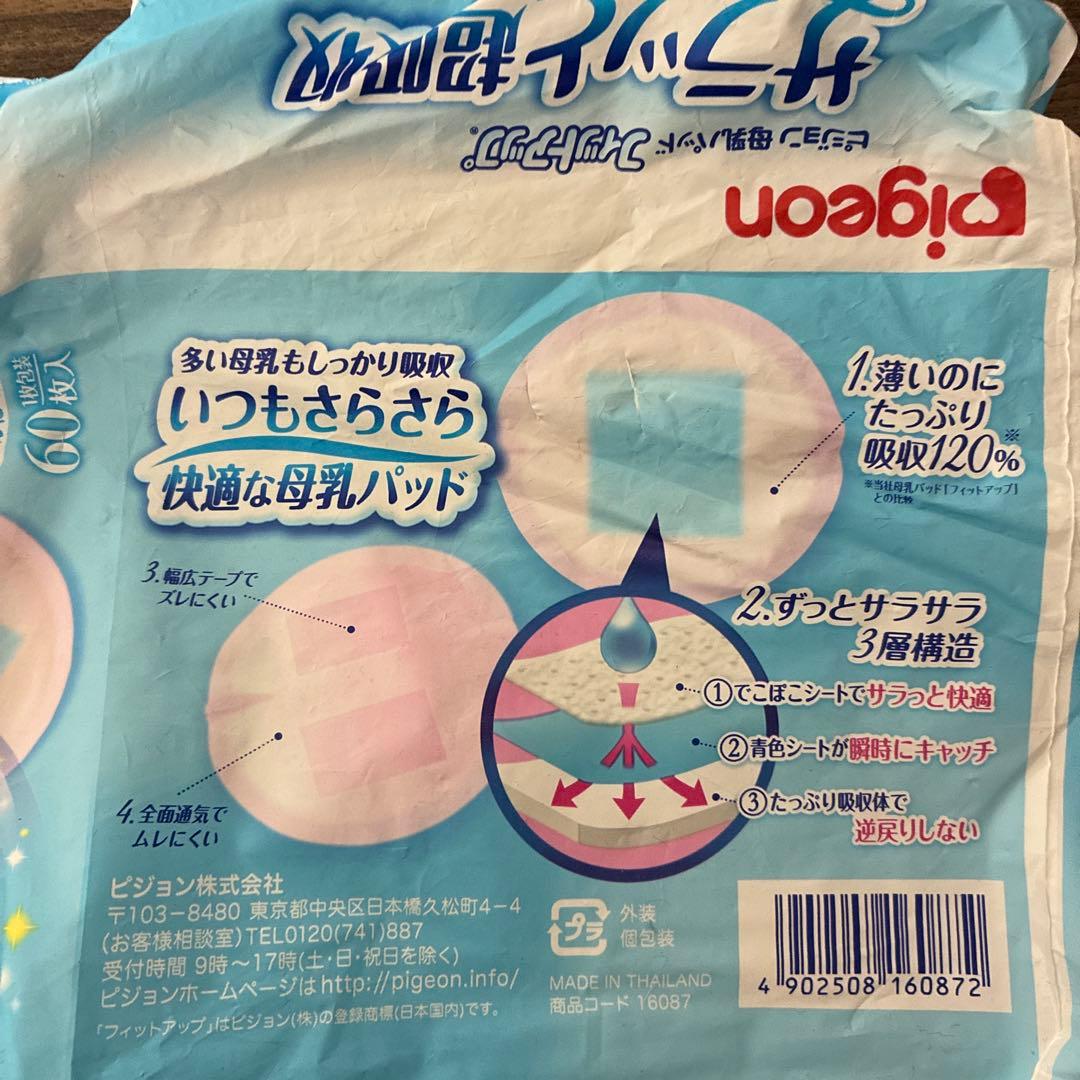 サラッと超吸収
ピジョン 母乳パッド フィットアップ®
Pigeon
1枚包装
60枚入
多い母乳もしっかり吸収
いつもさらさら
快適な母乳パッド
1.薄いのに
たっぷり
吸収120%※
※当社母乳パッド「フィットアップ」
との比較
3.幅広テープで
ズレにくい
2.ずっとサラサラ
3層構造
①でこぼこシートでサラっと快適
②青色シートが瞬時にキャッチ
③たっぷり吸収体で
逆戻りしない
4.全面通気で
ムレにくい
ピジョン株式会社
〒103-8480 東京都中央区日本橋久松町4-4
(お客様相談室)TEL0120(741)887
受付時間 9時~17時(土・日・祝日を除く)
ピジョンホームページはhttp://pigeon.info/
「フィットアップ」はピジョン(株)の登録商標(日本国内)です。
プラ
外装
個包装
MADE IN THAILAND
商品コード 16087
4 902508 160872